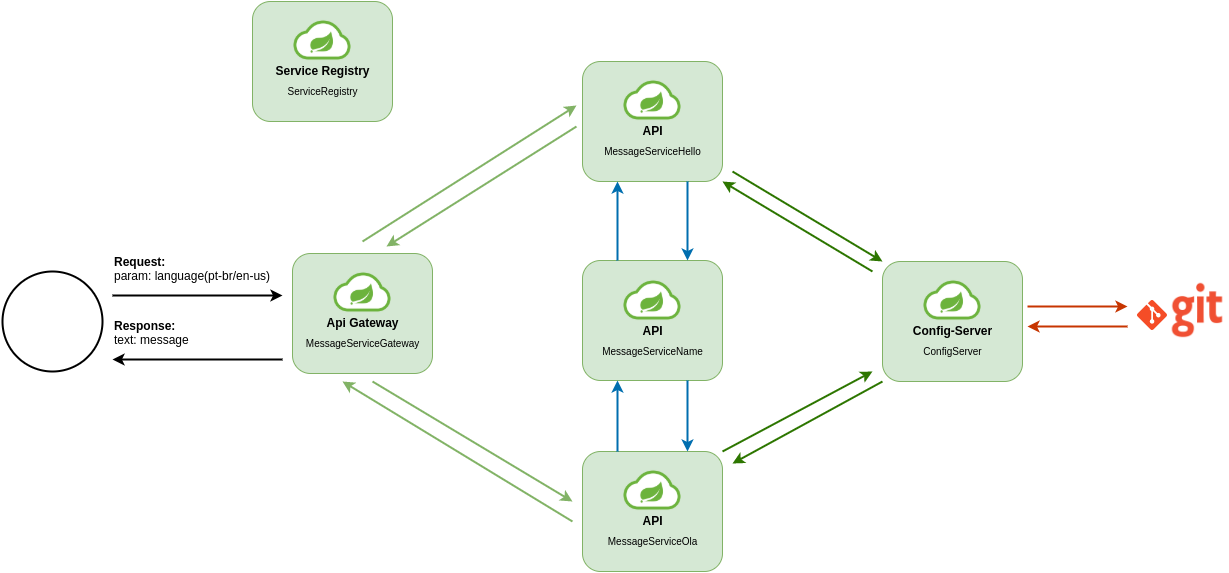 Service Registry
ServiceRegistry
API
MessageServiceHello
Request:
param: language(pt-br/en-us)
Response:
text: message
Api Gateway
MessageServiceGateway
API
MessageServiceName
Config-Server
ConfigServer
git
API
MessageServiceOla